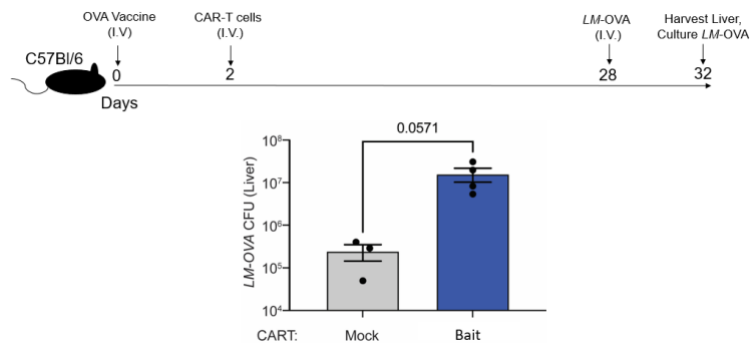 OVA Vaccine
(I.V)
CAR-T cells
(I.V.)
LM-OVA
(I.V.)
Harvest Liver,
Culture LM-OVA
C57Bl/6
0
2
28
32
Days
0.0571
LM-OVA CFU (Liver)
10⁸
10⁷
10⁶
10⁵
10⁴
CART: Mock Bait